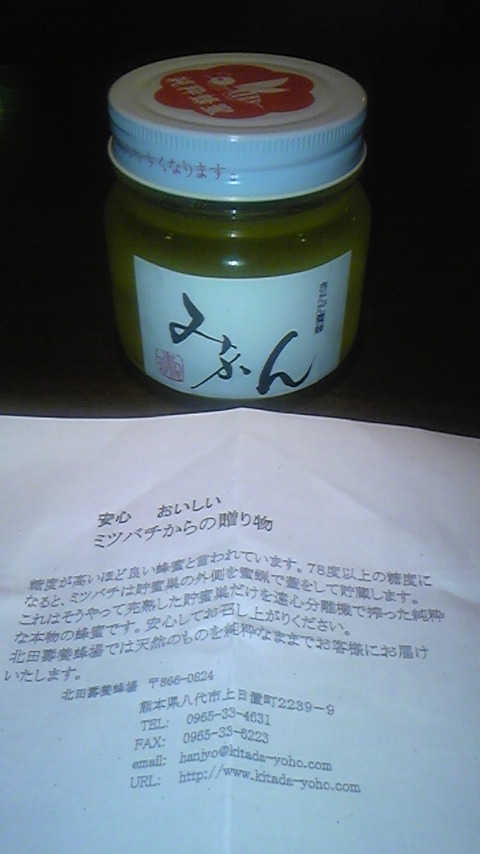 純粋蜂蜜
くなります。
みかん
安心　おいしい
ミツバチからの贈り物
糖度が高いほど良い蜂蜜と言われています。78度以上の糖度に
なると、ミツバチは貯蜜巣の外側を蜜蝋で蓋をして貯蔵します。
これはそうやって完熟した貯蜜巣だけを遠心分離機で搾った純粋
な本物の蜂蜜です。安心してお召し上がりください。
北田壽養蜂場では天然のものを純粋なままでお客様にお届け
いたします。
北田壽養蜂場　〒866-0824
熊本県八代市上日置町2239－9
TEL: 0965-33-4631
FAX: 0965-33-6223
email: hanjyo@kitada-yoho.com
URL: http://www.kitada-yoho.com